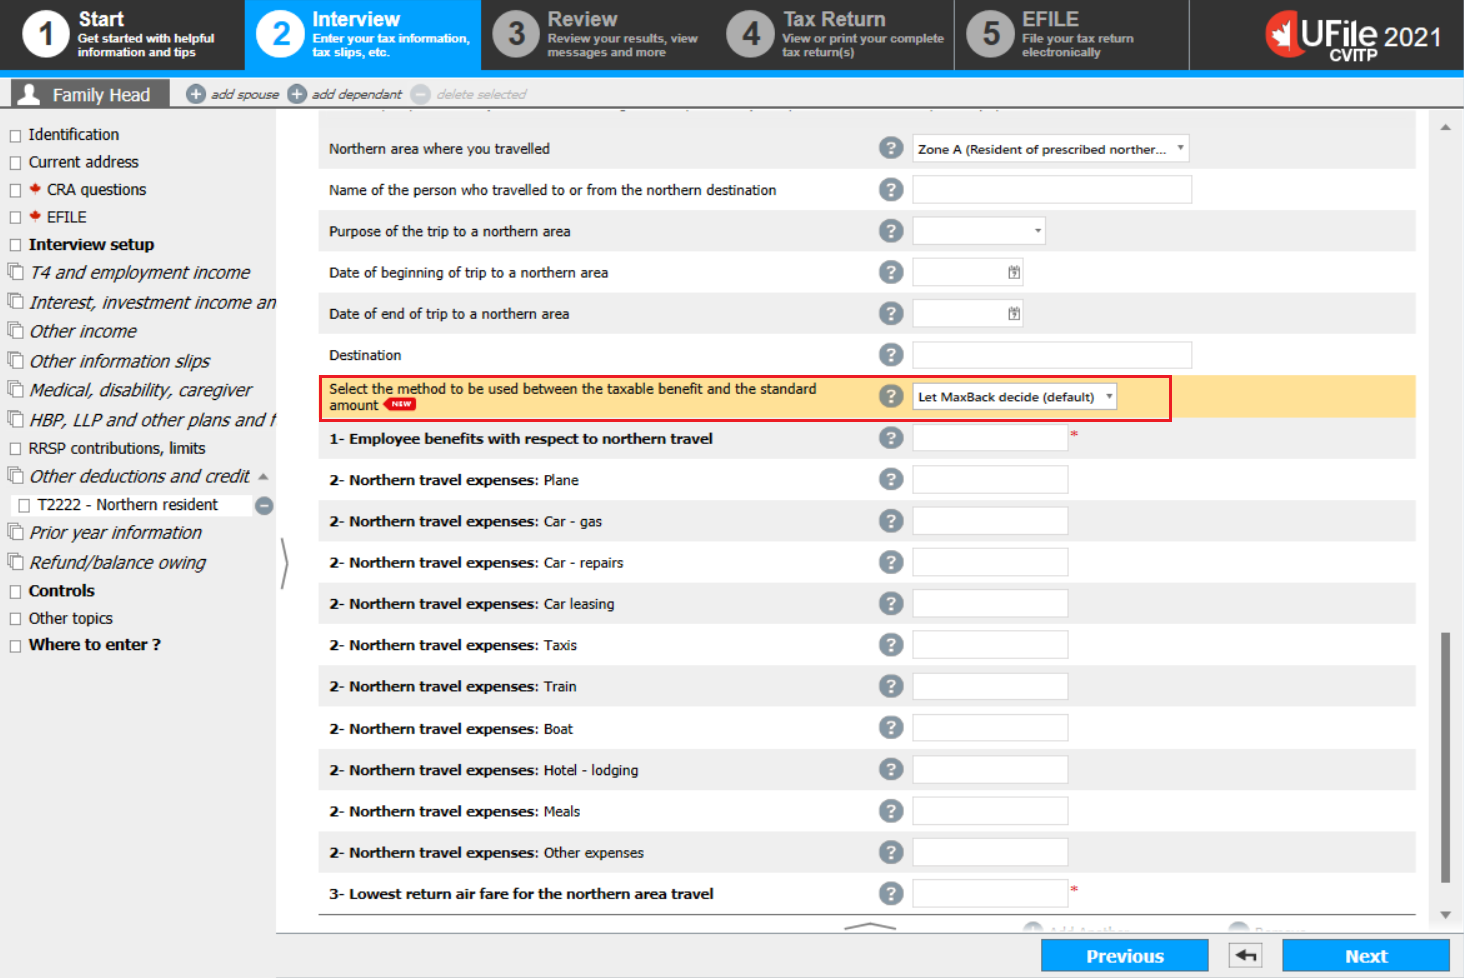 1
Start
Get started with helpful
information and tips
2
Interview
Enter your tax information,
tax slips, etc.
3
Review
Review your results, view
messages and more
4
Tax Return
View or print your complete
tax return(s)
5
EFILE
File your tax return
electronically
UFile 2021
CVITP
Family Head
add spouse
add dependant
delete selected
Identification
Current address
CRA questions
EFILE
Interview setup
T4 and employment income
Interest, investment income an
Other income
Other information slips
Medical, disability, caregiver
HBP, LLP and other plans and f
RRSP contributions, limits
Other deductions and credit
T2222 - Northern resident
Prior year information
Refund/balance owing
Controls
Other topics
Where to enter ?
Northern area where you travelled ? Zone A (Resident of prescribed norther...
Name of the person who travelled to or from the northern destination ?
Purpose of the trip to a northern area ?
Date of beginning of trip to a northern area ?
Date of end of trip to a northern area ?
Destination ?
Select the method to be used between the taxable benefit and the standard
amount NEW ? Let MaxBack decide (default)
1- Employee benefits with respect to northern travel ? *
2- Northern travel expenses: Plane ?
2- Northern travel expenses: Car - gas ?
2- Northern travel expenses: Car - repairs ?
2- Northern travel expenses: Car leasing ?
2- Northern travel expenses: Taxis ?
2- Northern travel expenses: Train ?
2- Northern travel expenses: Boat ?
2- Northern travel expenses: Hotel - lodging ?
2- Northern travel expenses: Meals ?
2- Northern travel expenses: Other expenses ?
3- Lowest return air fare for the northern area travel ? *
Previous
Next